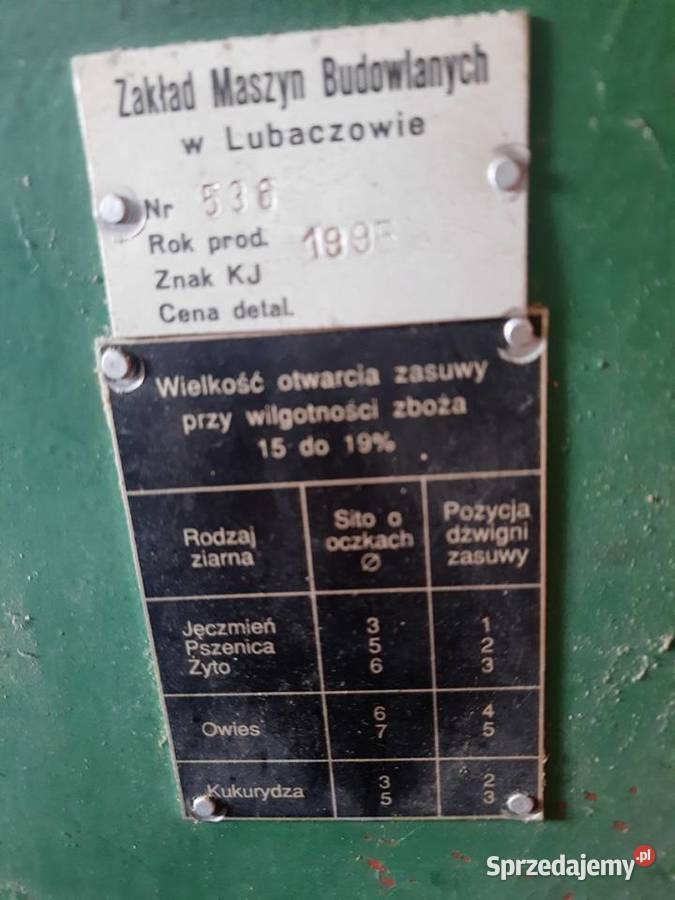 Zakład Maszyn Budowlanych
w Lubaczowie
Nr 536
Rok prod. 1995
Znak KJ
Cena detal.
Wielkość otwarcia zasuwy
przy wilgotności zboża
15 do 19%
Rodzaj ziarna
Sito o oczkach Ø
Pozycja dźwigni zasuwy
Jęczmień 3 1
Pszenica 5 2
Żyto 6 3
Owies 6 4
7 5
Kukurydza 3 2
5 3
Sprzedajemy.pl